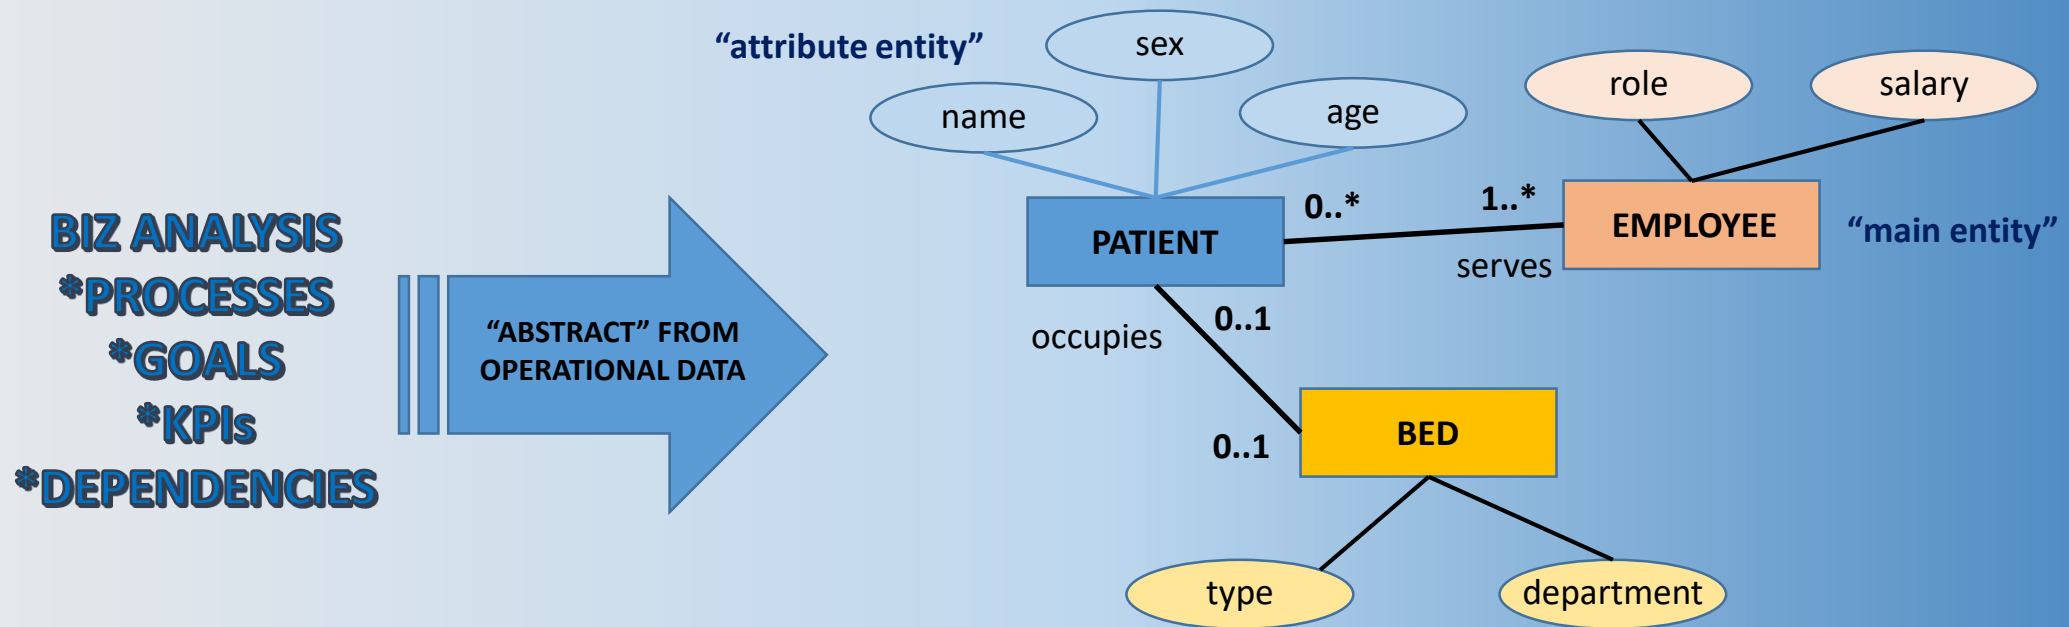 BIZ ANALYSIS
*PROCESSES
*GOALS
*KPIs
*DEPENDENCIES
“ABSTRACT” FROM
OPERATIONAL DATA
“attribute entity”
sex
name
age
role
salary
PATIENT
0..*
1..*
EMPLOYEE
“main entity”
serves
occupies
0..1
0..1
BED
type
department